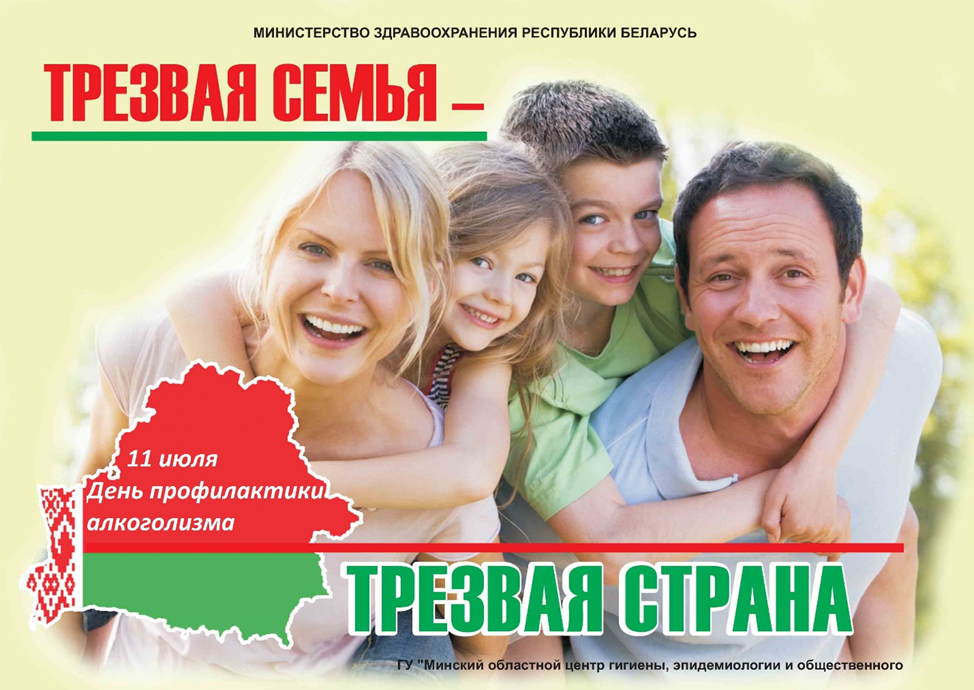 МИНИСТЕРСТВО ЗДРАВООХРАНЕНИЯ РЕСПУБЛИКИ БЕЛАРУСЬ
ТРЕЗВАЯ СЕМЬЯ –
11 июля
День профилактики
алкоголизма
ТРЕЗВАЯ СТРАНА
ГУ "Минский областной центр гигиены, эпидемиологии и общественного